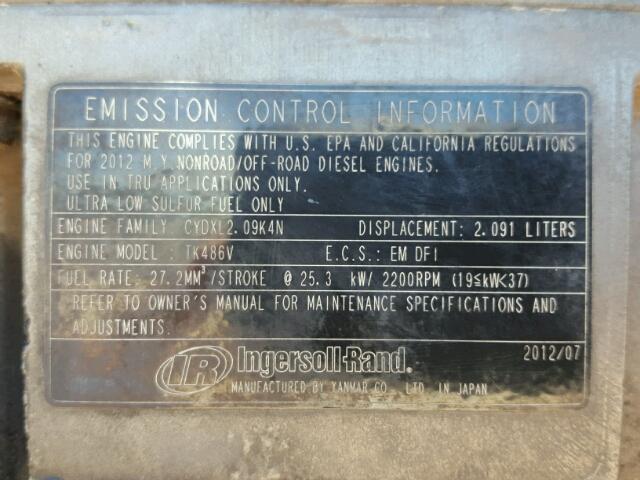 EMISSION CONTROL INFORMATION
THIS ENGINE COMPLIES WITH U.S. EPA AND CALIFORNIA REGULATIONS
FOR 2012 M.Y. NONROAD/OFF-ROAD DIESEL ENGINES.
USE IN TRU APPLICATIONS ONLY.
ULTRA LOW SULFUR FUEL ONLY
ENGINE FAMILY: CYDXL2.09K4N DISPLACEMENT: 2.091 LITERS
ENGINE MODEL : TK486V E.C.S.: EM DFI
FUEL RATE: 27.2MM³/STROKE @ 25.3 kW/ 2200RPM (19≤kW<37)
REFER TO OWNER'S MANUAL FOR MAINTENANCE SPECIFICATIONS AND
ADJUSTMENTS.
IR Ingersoll-Rand. 2012/07
MANUFACTURED BY YANMAR CO., LTD. IN JAPAN